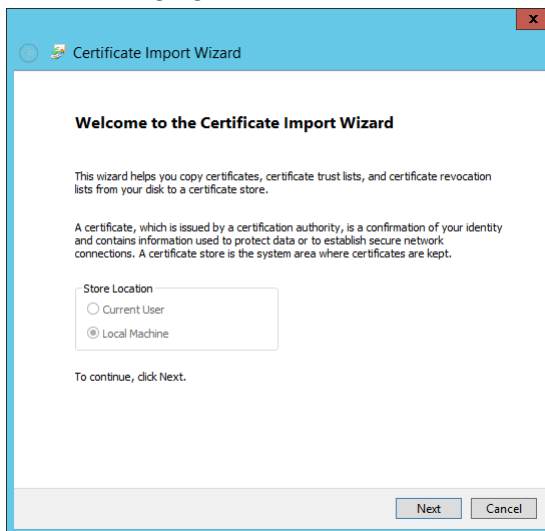 x
Certificate Import Wizard
Welcome to the Certificate Import Wizard
This wizard helps you copy certificates, certificate trust lists, and certificate revocation
lists from your disk to a certificate store.
A certificate, which is issued by a certification authority, is a confirmation of your identity
and contains information used to protect data or to establish secure network
connections. A certificate store is the system area where certificates are kept.
Store Location
Current User
Local Machine
To continue, click Next.
Next Cancel